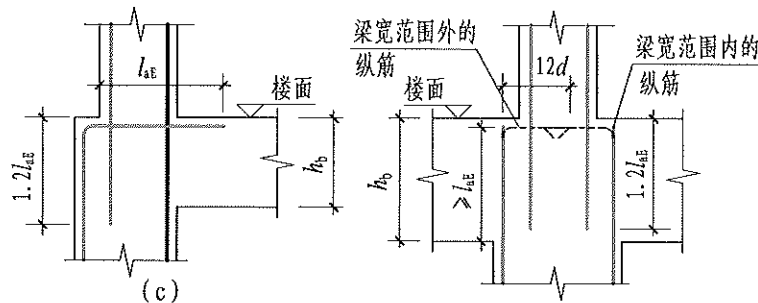 l_aE
楼面
1.2l_aE
h_b
(c)
梁宽范围外的
纵筋
楼面
12d
梁宽范围内的
纵筋
h_b
≥l_aE
1.2l_aE